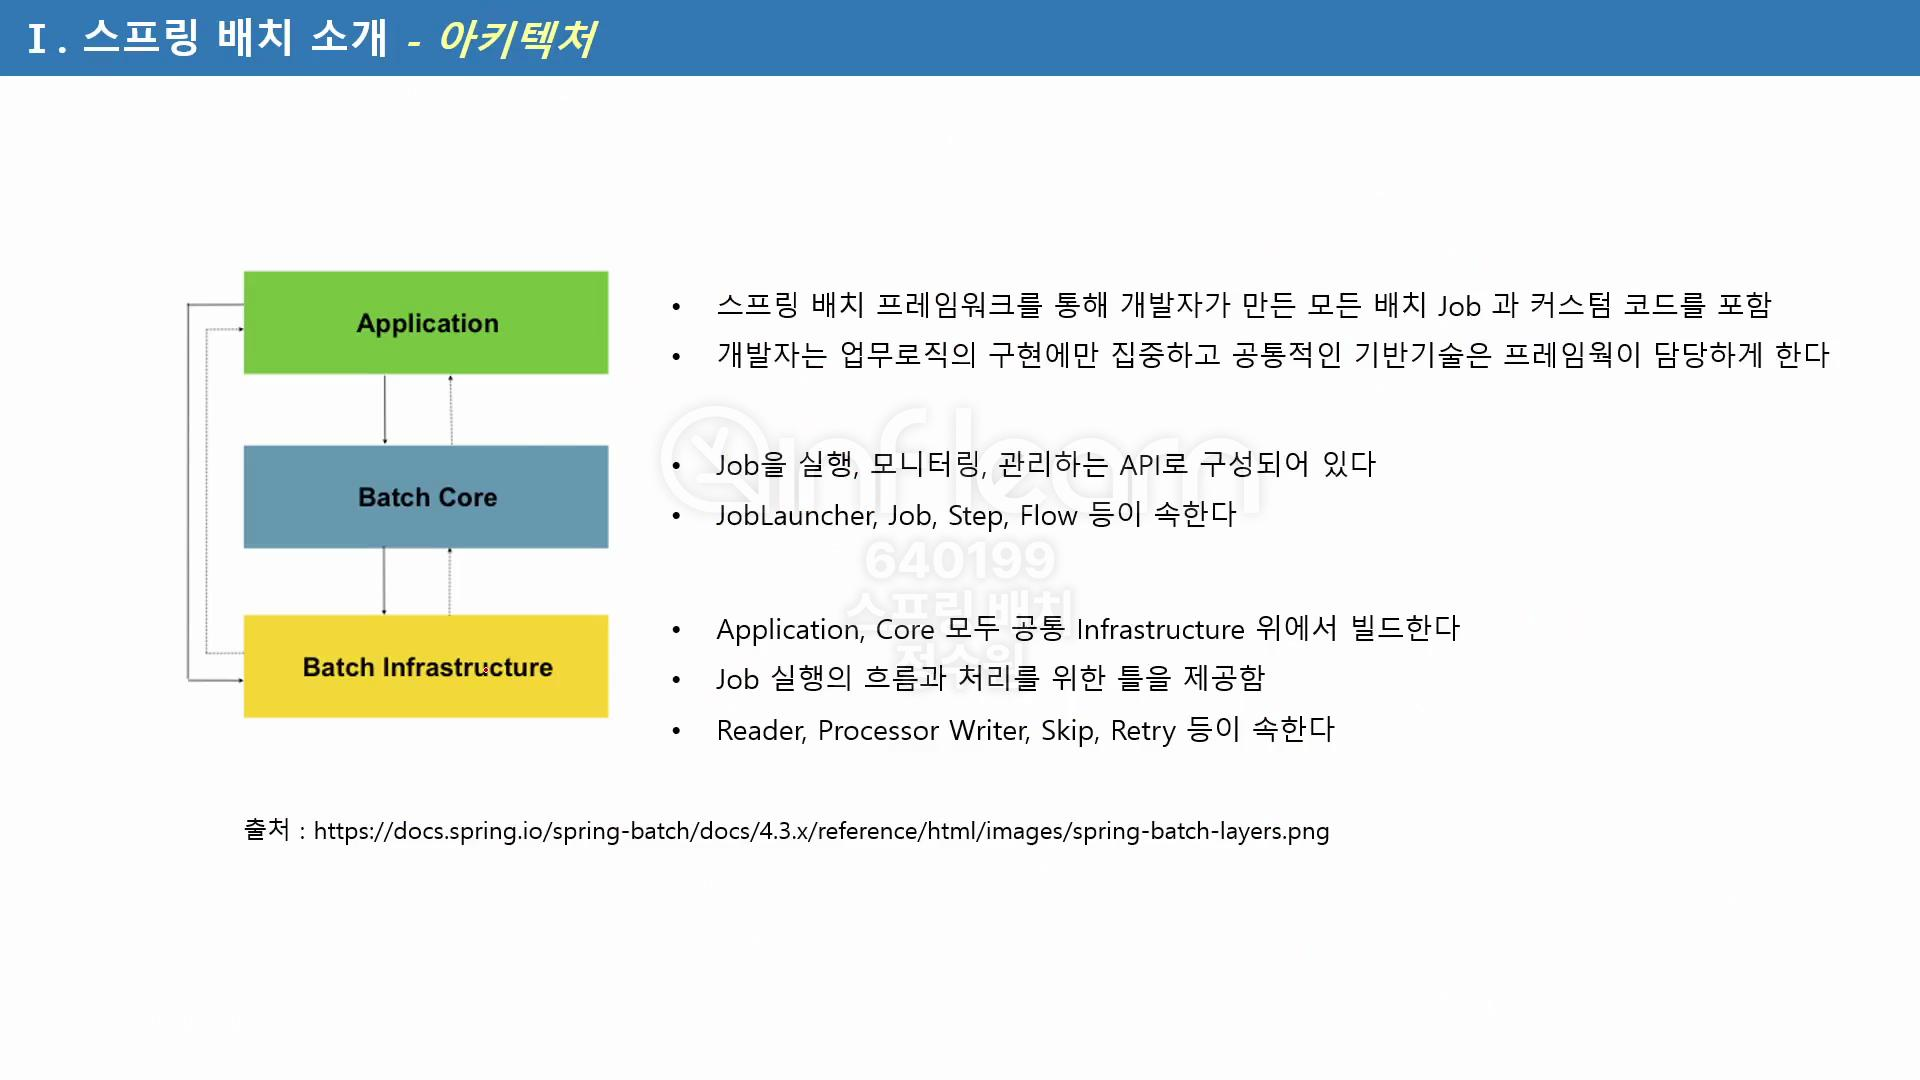 I. 스프링 배치 소개 - 아키텍쳐
Application
• 스프링 배치 프레임워크를 통해 개발자가 만든 모든 배치 Job 과 커스텀 코드를 포함
• 개발자는 업무로직의 구현에만 집중하고 공통적인 기반기술은 프레임웍이 담당하게 한다
Batch Core
• Job을 실행, 모니터링, 관리하는 API로 구성되어 있다
• JobLauncher, Job, Step, Flow 등이 속한다
inflearn
640199
스프링 배치
정수원
Batch Infrastructure
• Application, Core 모두 공통 Infrastructure 위에서 빌드한다
• Job 실행의 흐름과 처리를 위한 틀을 제공함
• Reader, Processor Writer, Skip, Retry 등이 속한다
출처 : https://docs.spring.io/spring-batch/docs/4.3.x/reference/html/images/spring-batch-layers.png